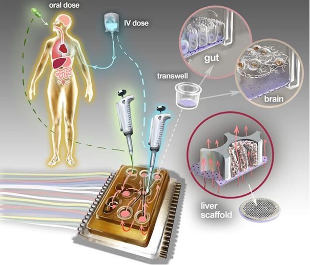 oral dose
IV dose
transwell
gut
brain
liver
scaffold